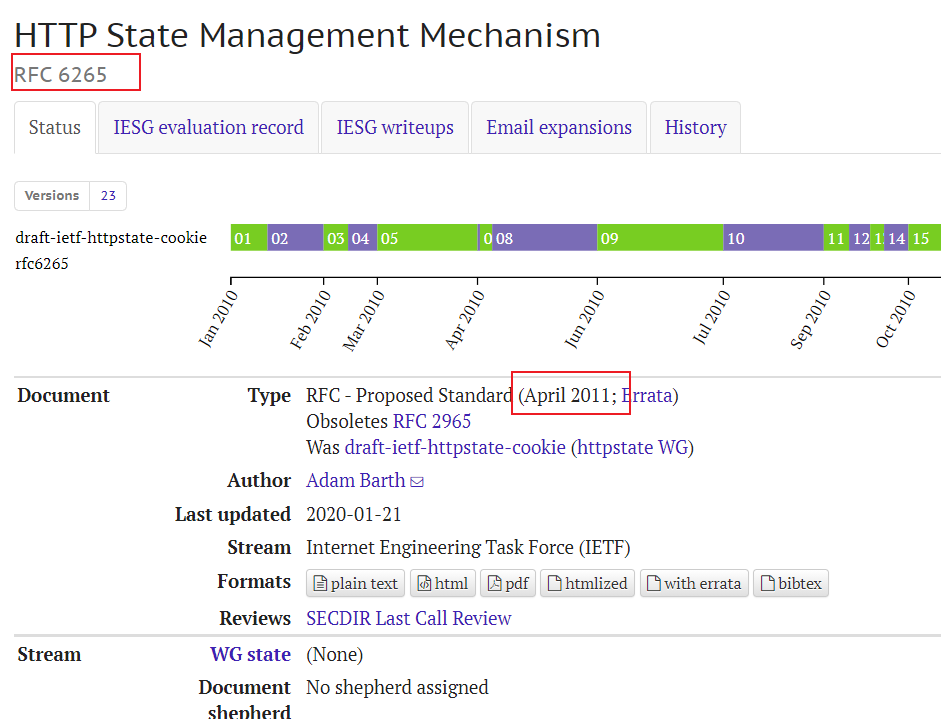 HTTP State Management Mechanism
RFC 6265
Status IESG evaluation record IESG writeups Email expansions History
Versions 23
draft-ietf-httpstate-cookie 01 02 03 04 05 08 09 10 11 12 14 15
rfc6265
Jan 2010 Feb 2010 Mar 2010 Apr 2010 Jun 2010 Jul 2010 Sep 2010 Oct 2010
Document Type RFC - Proposed Standard (April 2011; Errata)
Obsoletes RFC 2965
Was draft-ietf-httpstate-cookie (httpstate WG)
Author Adam Barth
Last updated 2020-01-21
Stream Internet Engineering Task Force (IETF)
Formats plain text html pdf htmlized with errata bibtex
Reviews SECDIR Last Call Review
Stream WG state (None)
Document No shepherd assigned
shepherd